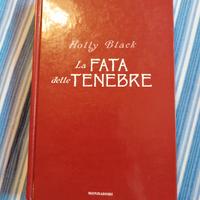 Holly Black
La FATA
delle TENEBRE
MONDADORI